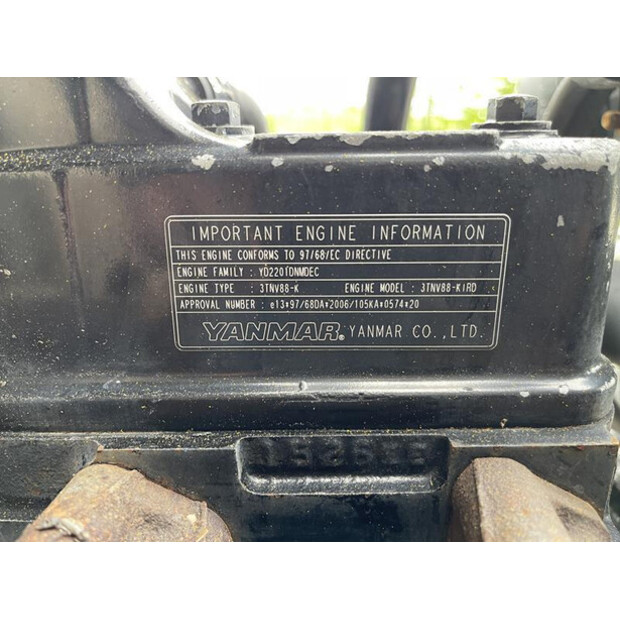 IMPORTANT ENGINE INFORMATION
THIS ENGINE CONFORMS TO 97/68/EC DIRECTIVE
ENGINE FAMILY : YD220TDNMDEC
ENGINE TYPE : 3TNV88-K ENGINE MODEL : 3TNV88-KIRD
APPROVAL NUMBER : e13*97/68DA*2006/105KA*0574*20
YANMAR® YANMAR CO.,LTD.